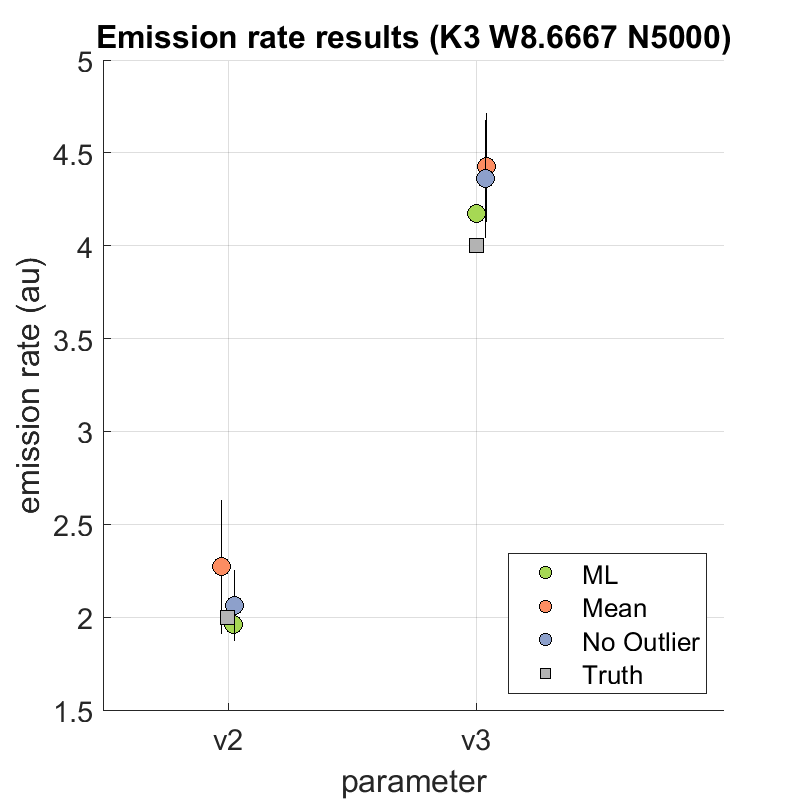 Emission rate results (K3 W8.6667 N5000)
5
4.5
4
3.5
3
2.5
2
1.5
emission rate (au)
ML
Mean
No Outlier
Truth
v2 v3
parameter